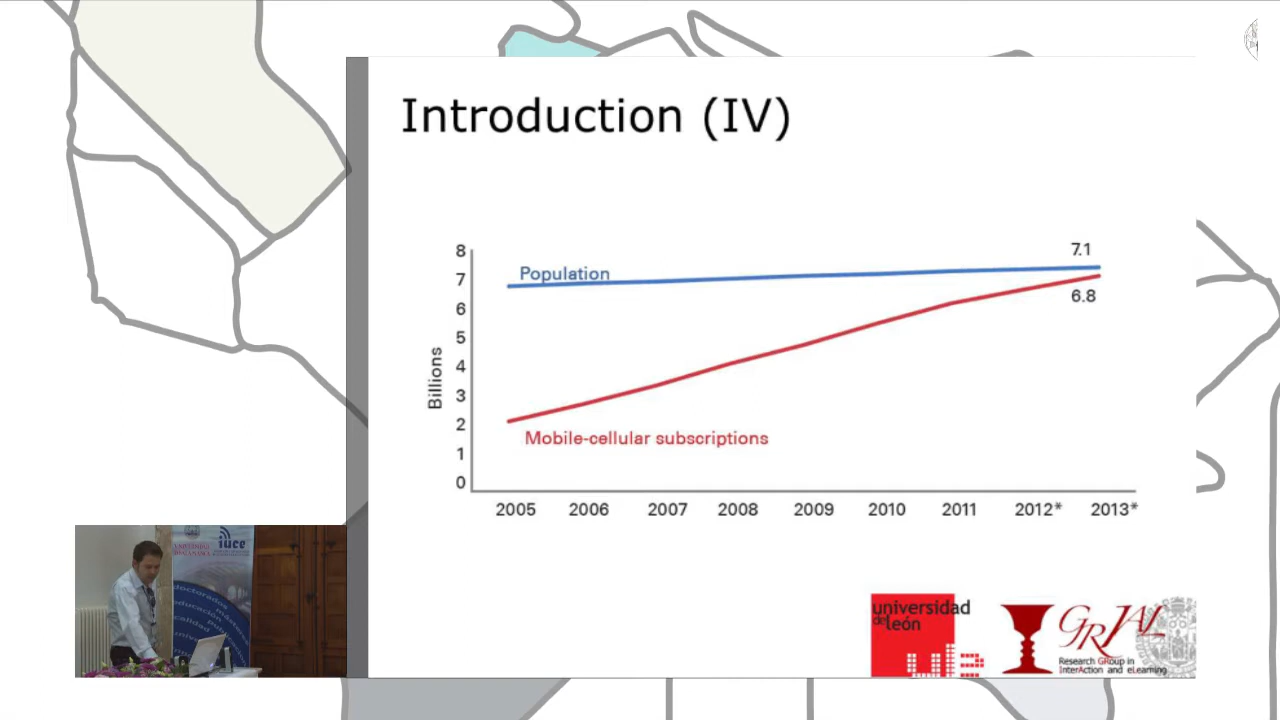 Introduction (IV)
8
7
6
5
4
3
2
1
0
Billions
Population
7.1
6.8
Mobile-cellular subscriptions
2005 2006 2007 2008 2009 2010 2011 2012* 2013*
universidad
de león
GRIAL
Research GRoup in
InterAction and eLearning
iuce
doctorados
educación